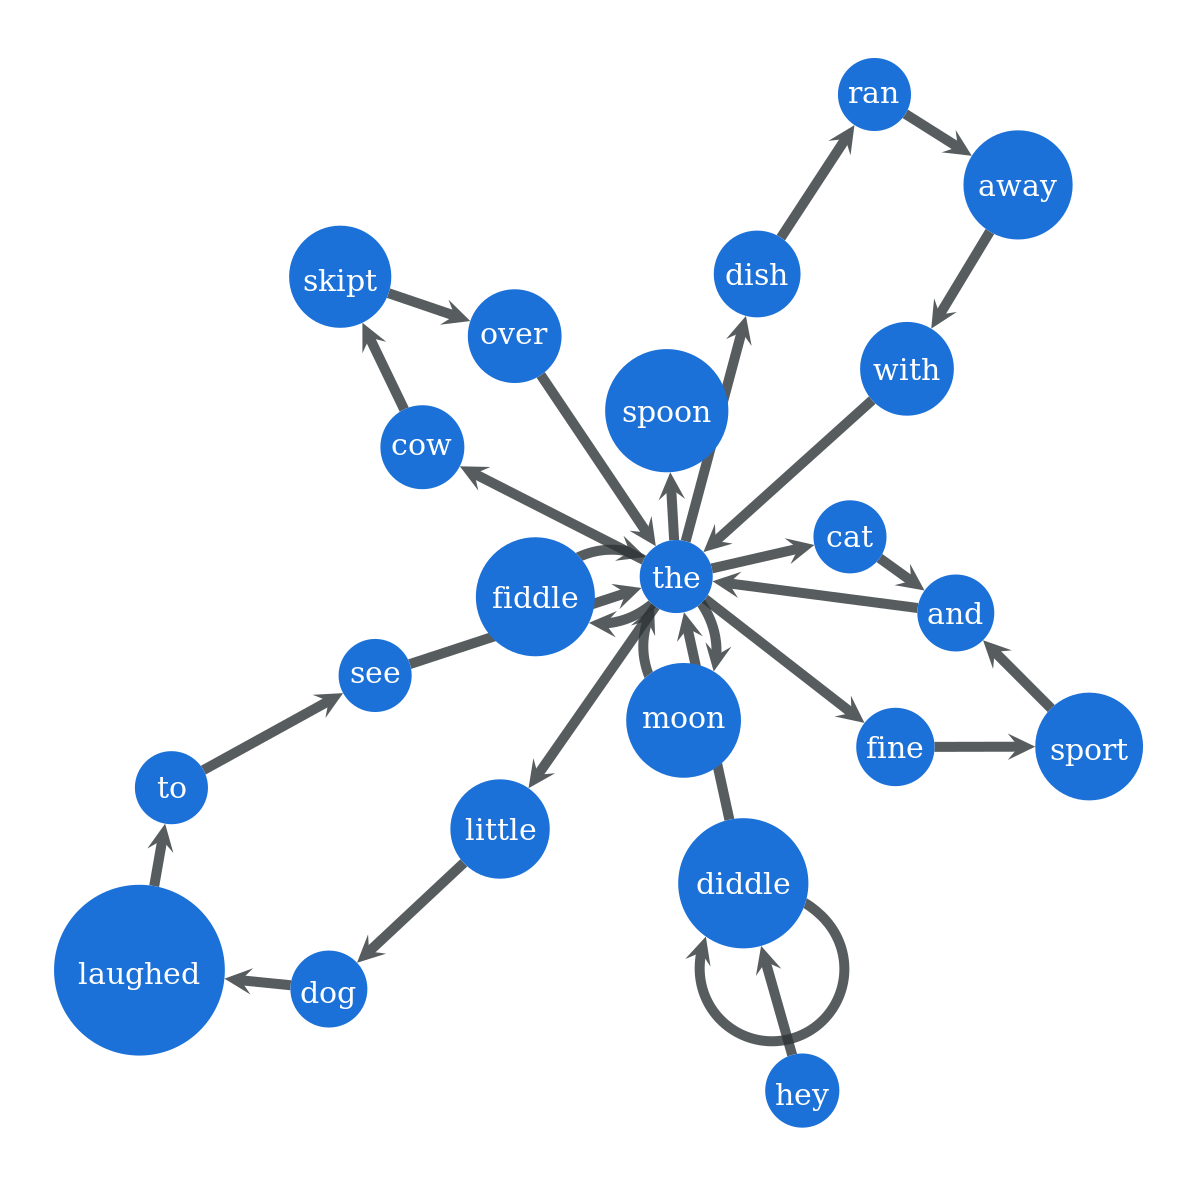 ran
away
dish
skipt
over
with
spoon
cow
cat
the
fiddle
and
see
moon
fine
sport
to
little
diddle
laughed
dog
hey